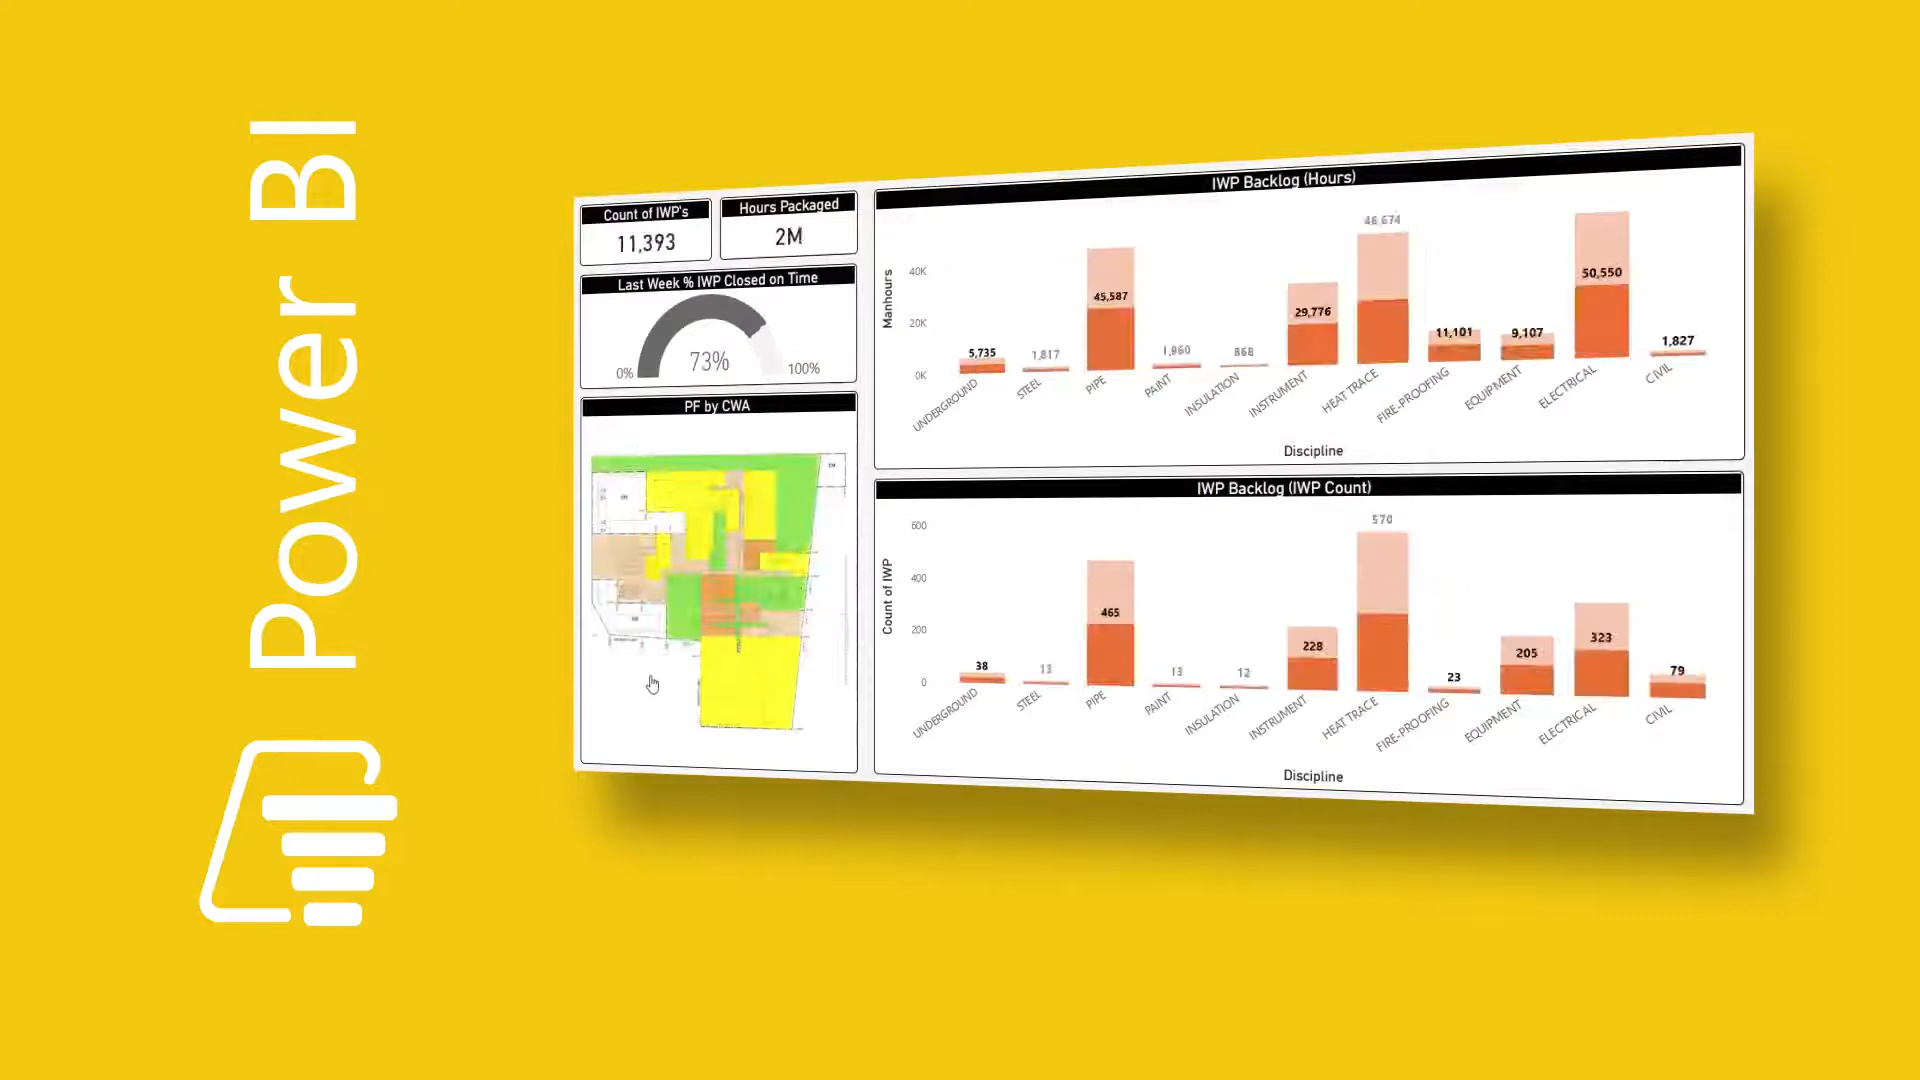 Power BI
Count of IWP's
11,393
Hours Packaged
2M
Last Week % IWP Closed on Time
0%
73%
100%
PF by CWA
IWP Backlog (Hours)
Manhours
40K
20K
0K
5,735
1,817
45,587
1,960
868
29,776
46,674
11,101
9,107
50,550
1,827
UNDERGROUND
STEEL
PIPE
PAINT
INSULATION
INSTRUMENT
HEAT TRACE
FIRE-PROOFING
EQUIPMENT
ELECTRICAL
CIVIL
Discipline
IWP Backlog (IWP Count)
Count of IWP
600
400
200
0
38
13
465
13
12
228
570
23
205
323
79
UNDERGROUND
STEEL
PIPE
PAINT
INSULATION
INSTRUMENT
HEAT TRACE
FIRE-PROOFING
EQUIPMENT
ELECTRICAL
CIVIL
Discipline